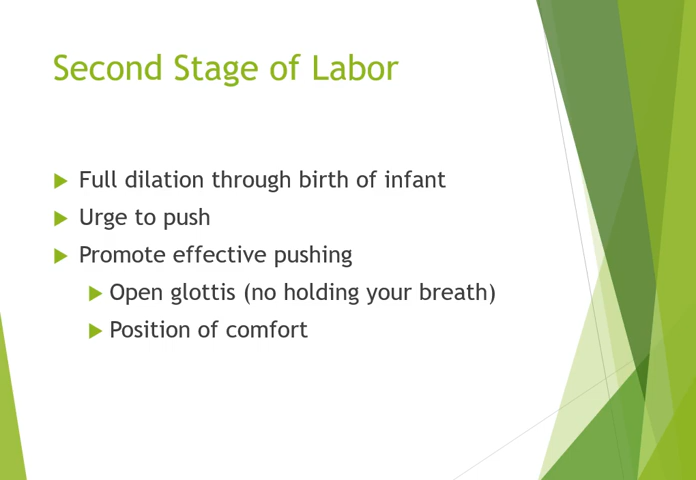 Second Stage of Labor
Full dilation through birth of infant
Urge to push
Promote effective pushing
Open glottis (no holding your breath)
Position of comfort